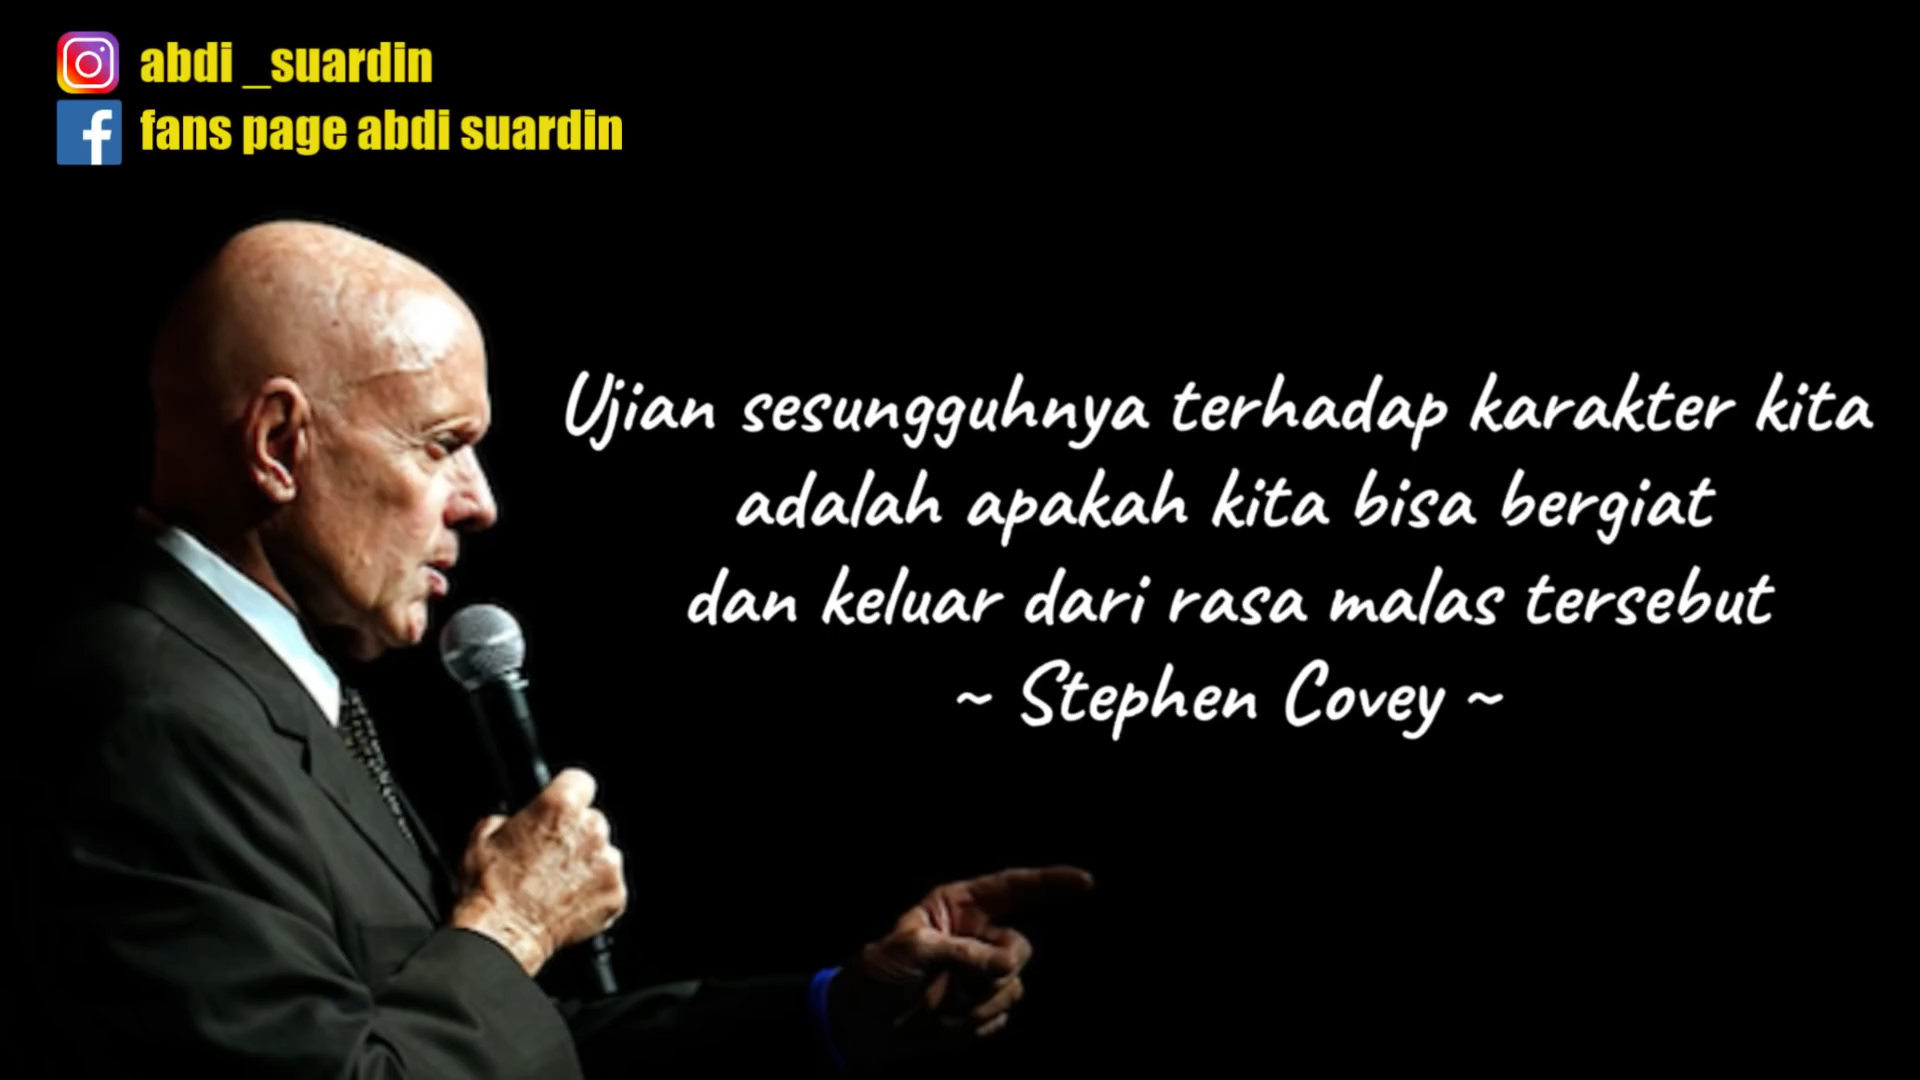 abdi _suardin
fans page abdi suardin
Ujian sesungguhnya terhadap karakter kita
adalah apakah kita bisa bergiat
dan keluar dari rasa malas tersebut
~ Stephen Covey ~